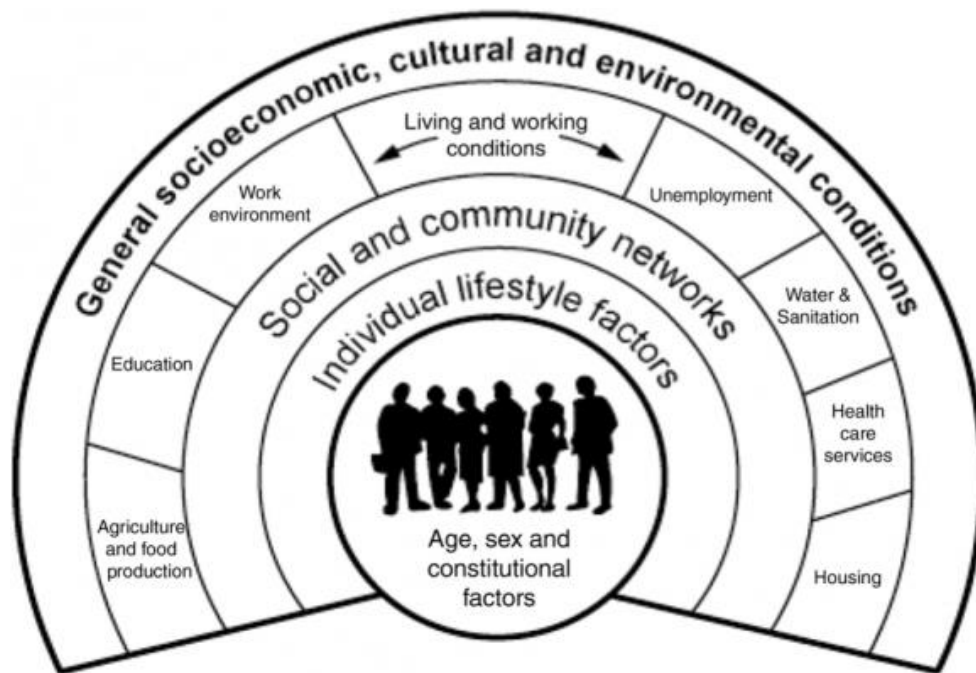 General socioeconomic, cultural and environmental conditions
Living and working
conditions
Work
environment
Unemployment
Education
Water &
Sanitation
Agriculture
and food
production
Health
care
services
Housing
Social and community networks
Individual lifestyle factors
Age, sex and
constitutional
factors